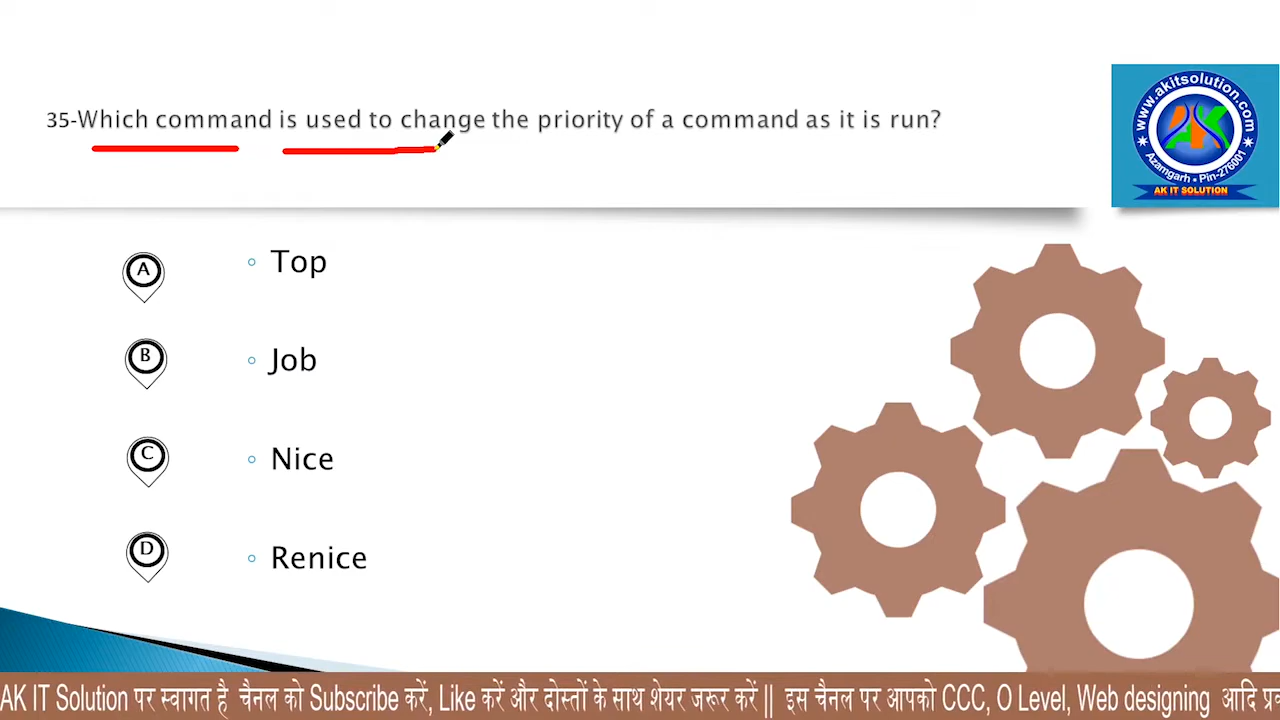 35-Which command is used to change the priority of a command as it is run?
www.akitsolution.com
Azamgarh • Pin-276001
AK IT SOLUTION
A
Top
B
Job
C
Nice
D
Renice
AK IT Solution पर स्वागत है चैनल को Subscribe करें, Like करें और दोस्तों के साथ शेयर जरूर करें || इस चैनल पर आपको CCC, O Level, Web designing आदि